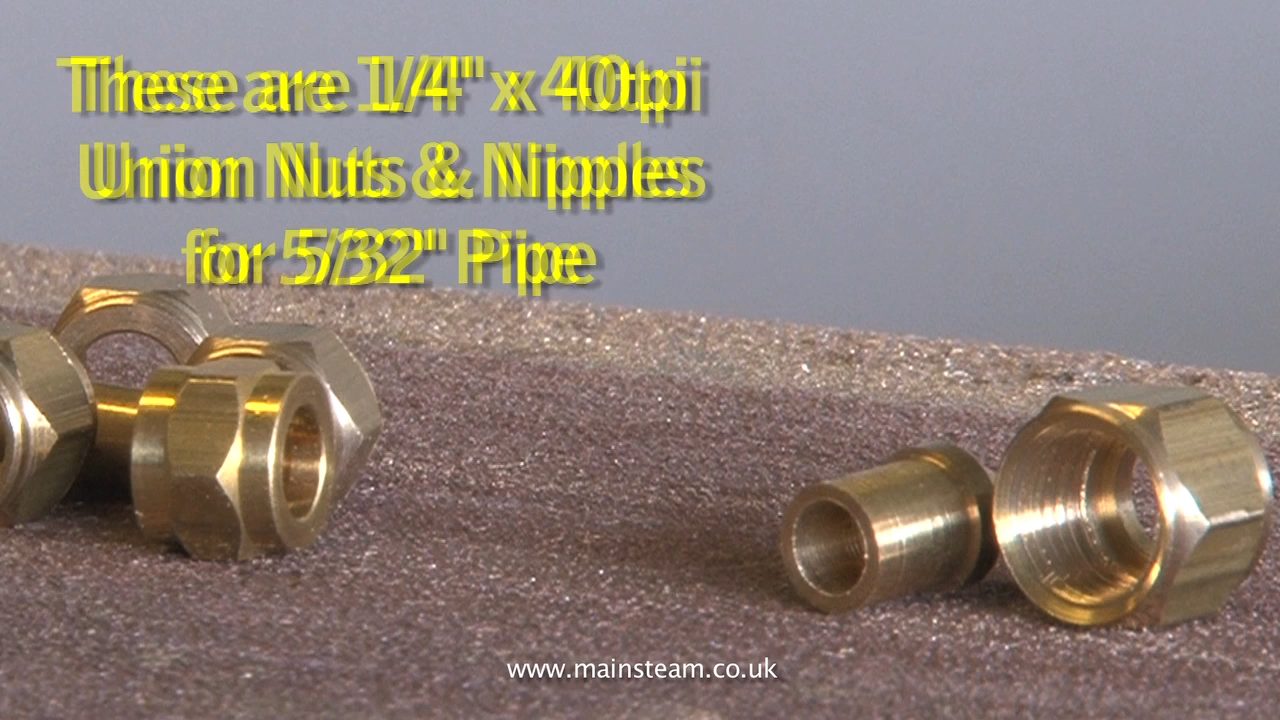 These are 1/4" x 40tpi
Union Nuts & Nipples
for 5/32" Pipe
www.mainsteam.co.uk